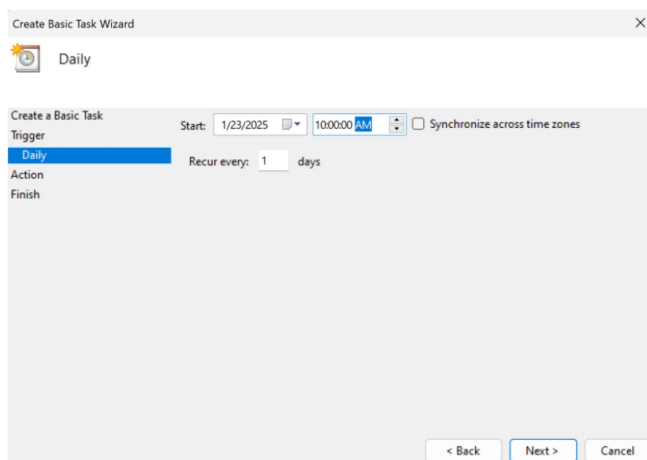 Create Basic Task Wizard
Daily
Create a Basic Task
Trigger
Daily
Action
Finish
Start: 1/23/2025 10:00:00 AM Synchronize across time zones
Recur every: 1 days
< Back Next > Cancel